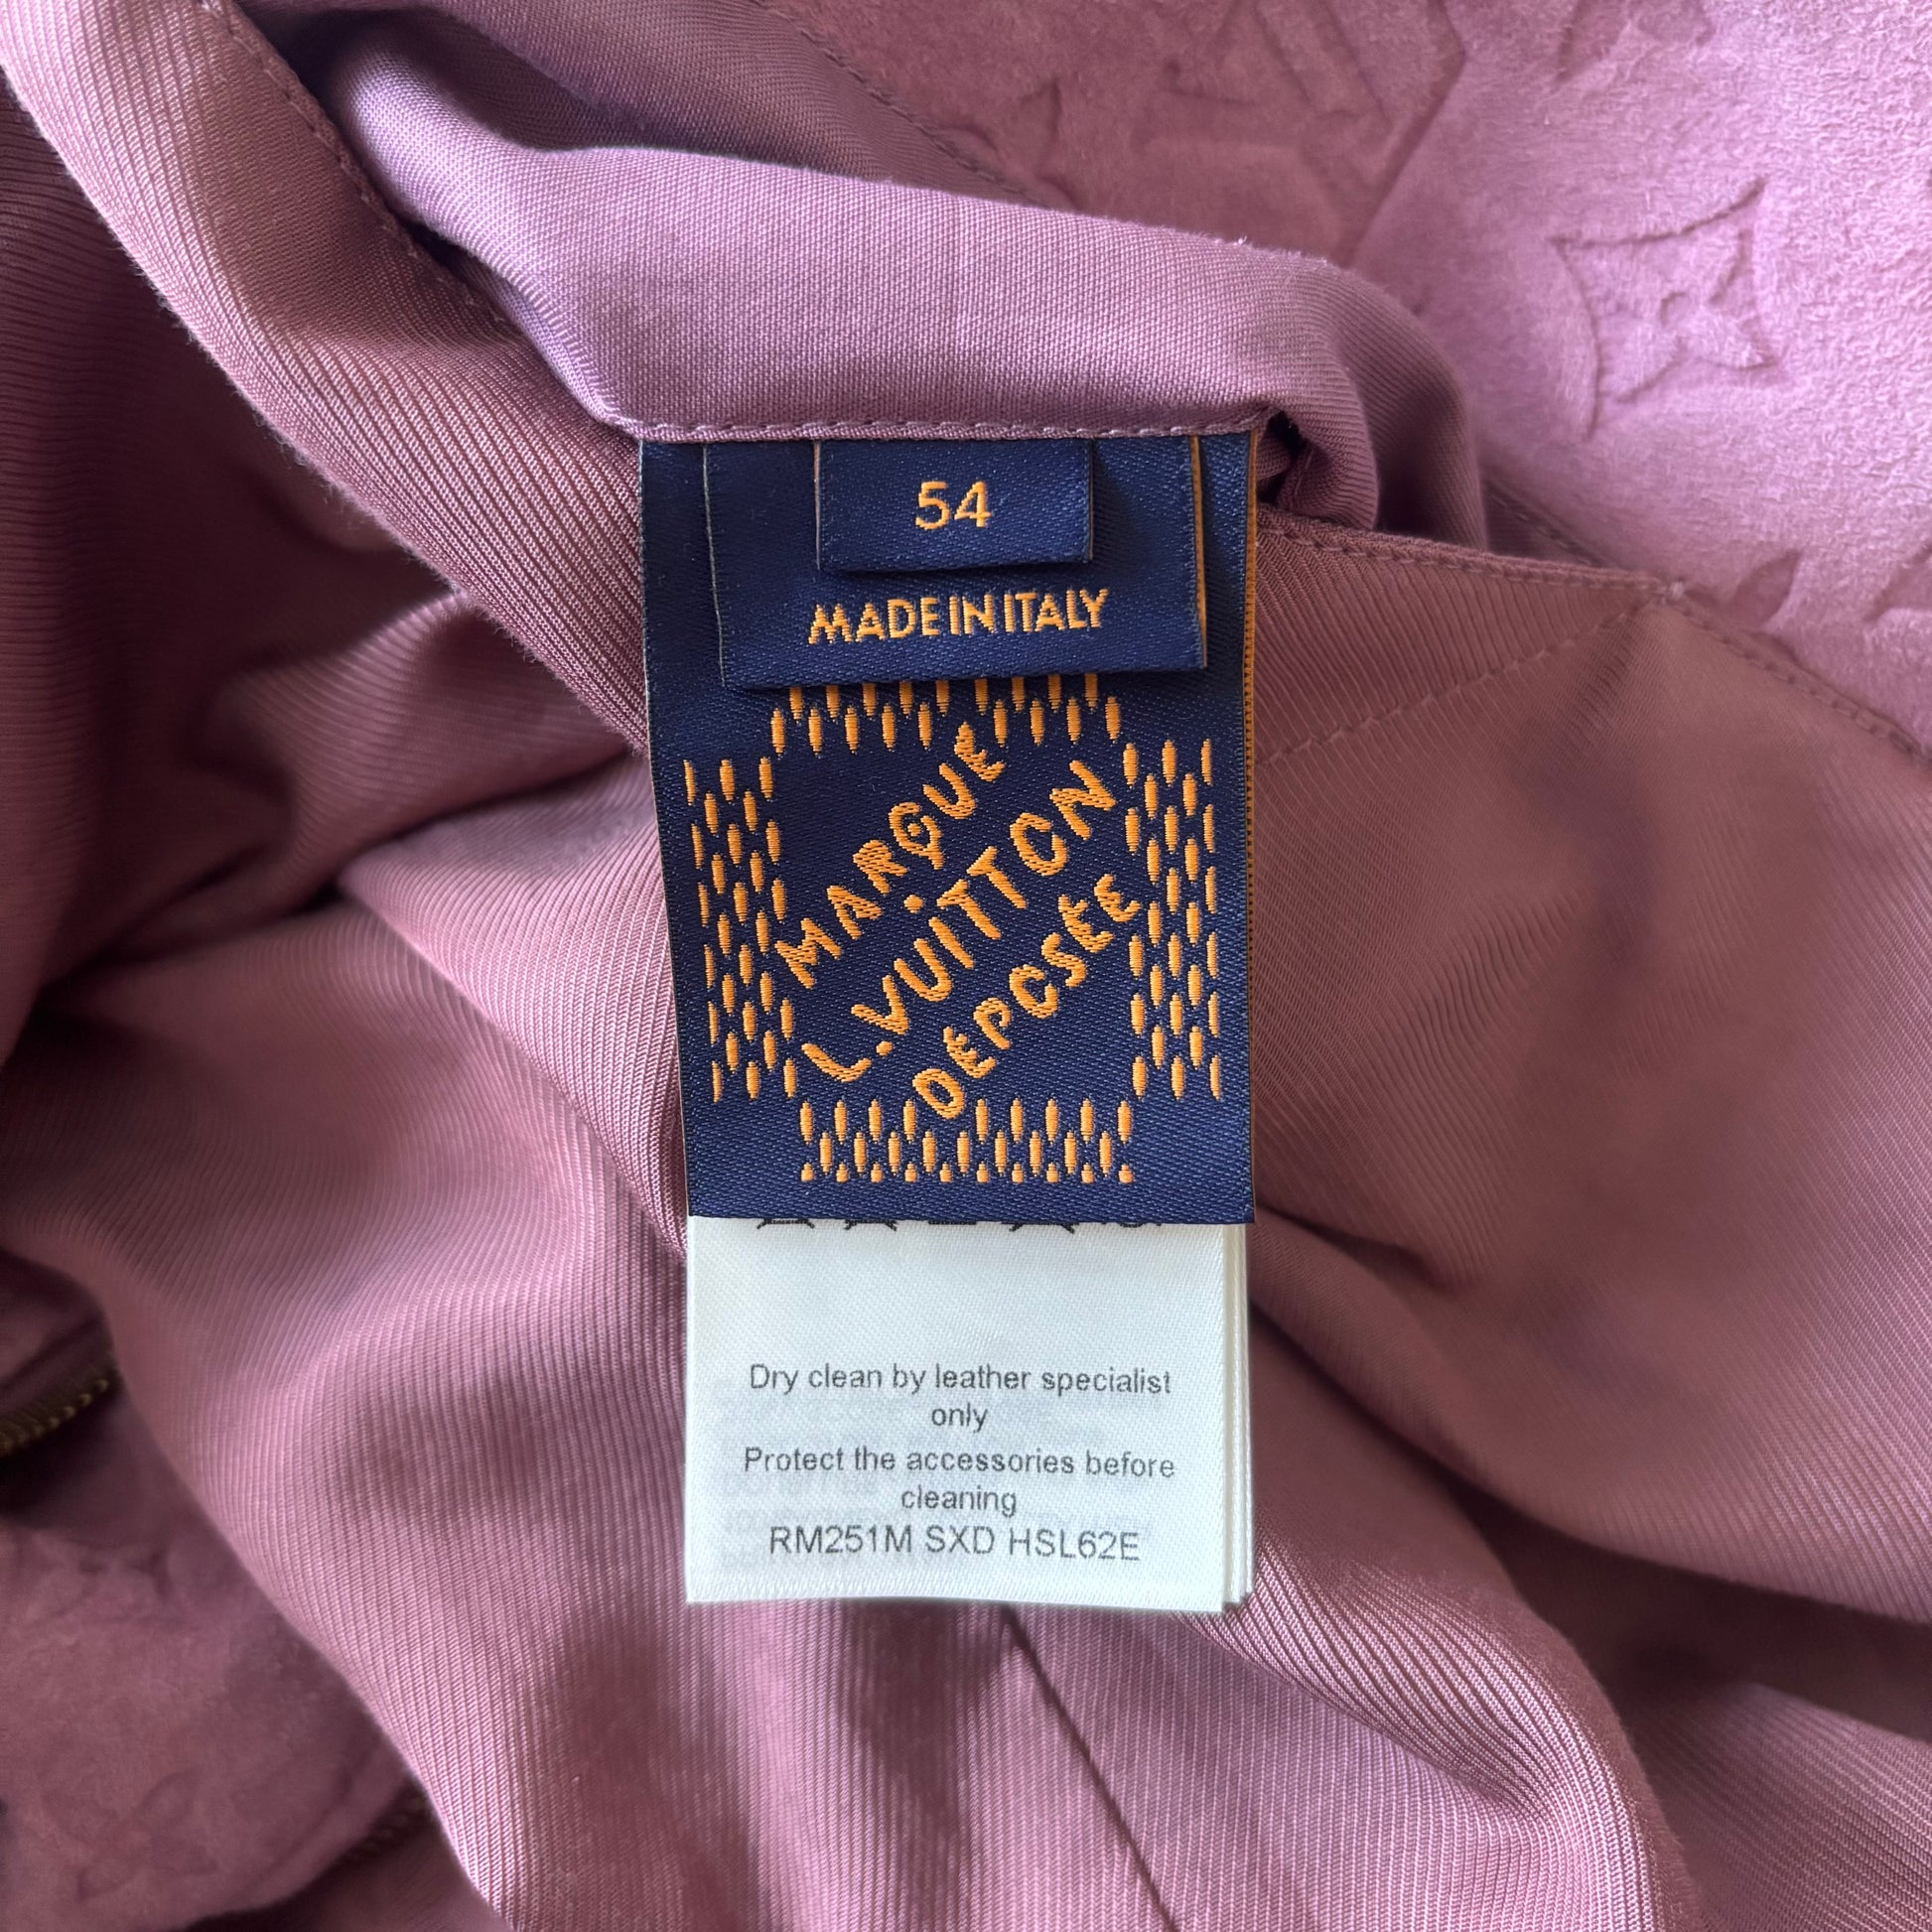 54
MADE IN ITALY
MARQUE
L.VUITTON
DÉPOSÉE
Dry clean by leather specialist
only
Protect the accessories before
cleaning
RM251M SXD HSL62E